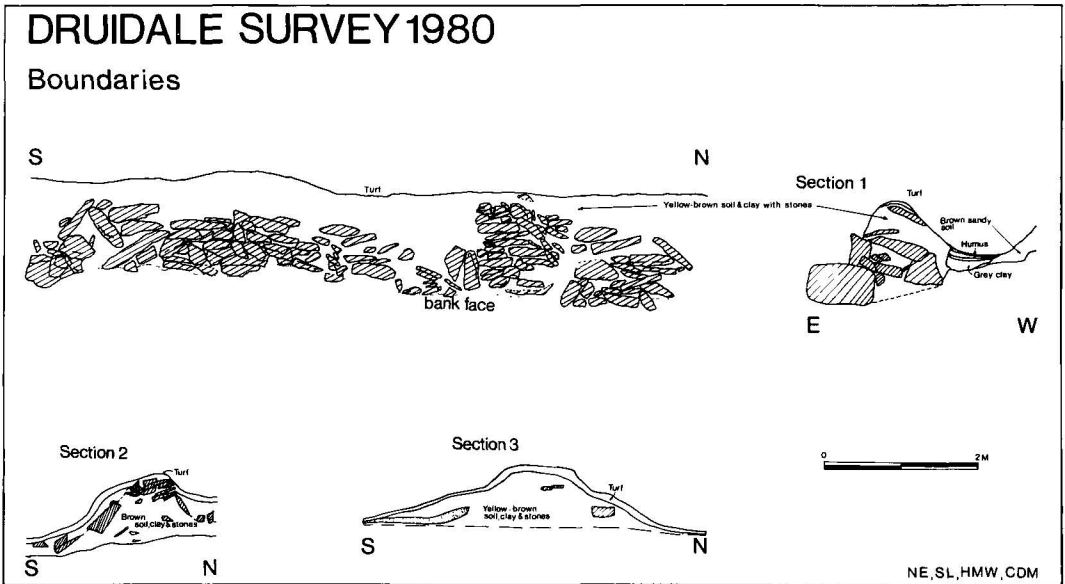 DRUIDALE SURVEY 1980
Boundaries
S
N
Turf
Yellow-brown soil & clay with stones
bank face
Section 1
Turf
Brown sandy
soil
Humus
Grey clay
E
W
Section 2
Turf
Brown
soil, clay & stones
S
N
Section 3
Turf
Yellow-brown
soil, clay & stones
S
N
0
2M
NE, SL, HMW, CDM